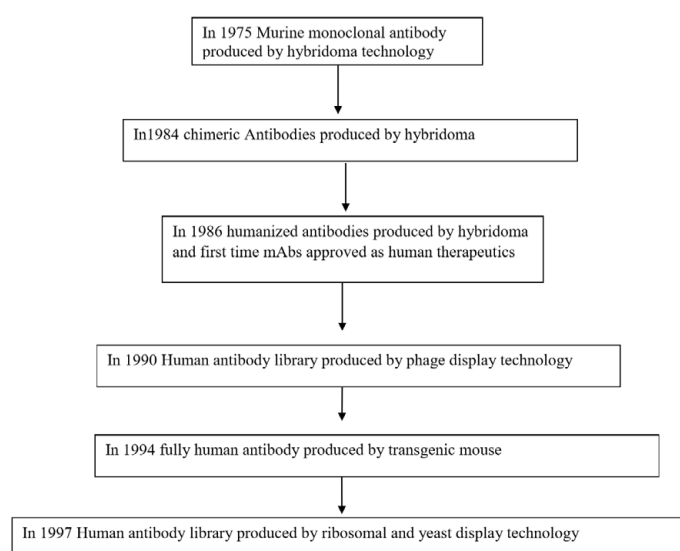 In 1975 Murine monoclonal antibody
produced by hybridoma technology
In1984 chimeric Antibodies produced by hybridoma
In 1986 humanized antibodies produced by hybridoma
and first time mAbs approved as human therapeutics
In 1990 Human antibody library produced by phage display technology
In 1994 fully human antibody produced by transgenic mouse
In 1997 Human antibody library produced by ribosomal and yeast display technology